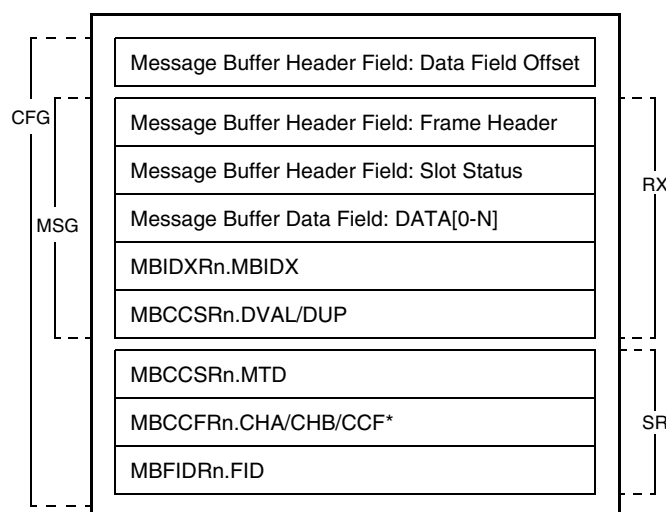 Message Buffer Header Field: Data Field Offset
CFG
Message Buffer Header Field: Frame Header
Message Buffer Header Field: Slot Status
RX
MSG
Message Buffer Data Field: DATA[0-N]
MBIDXRn.MBIDX
MBCCSRn.DVAL/DUP
MBCCSRn.MTD
MBCCFRn.CHA/CHB/CCF*
SR
MBFIDRn.FID